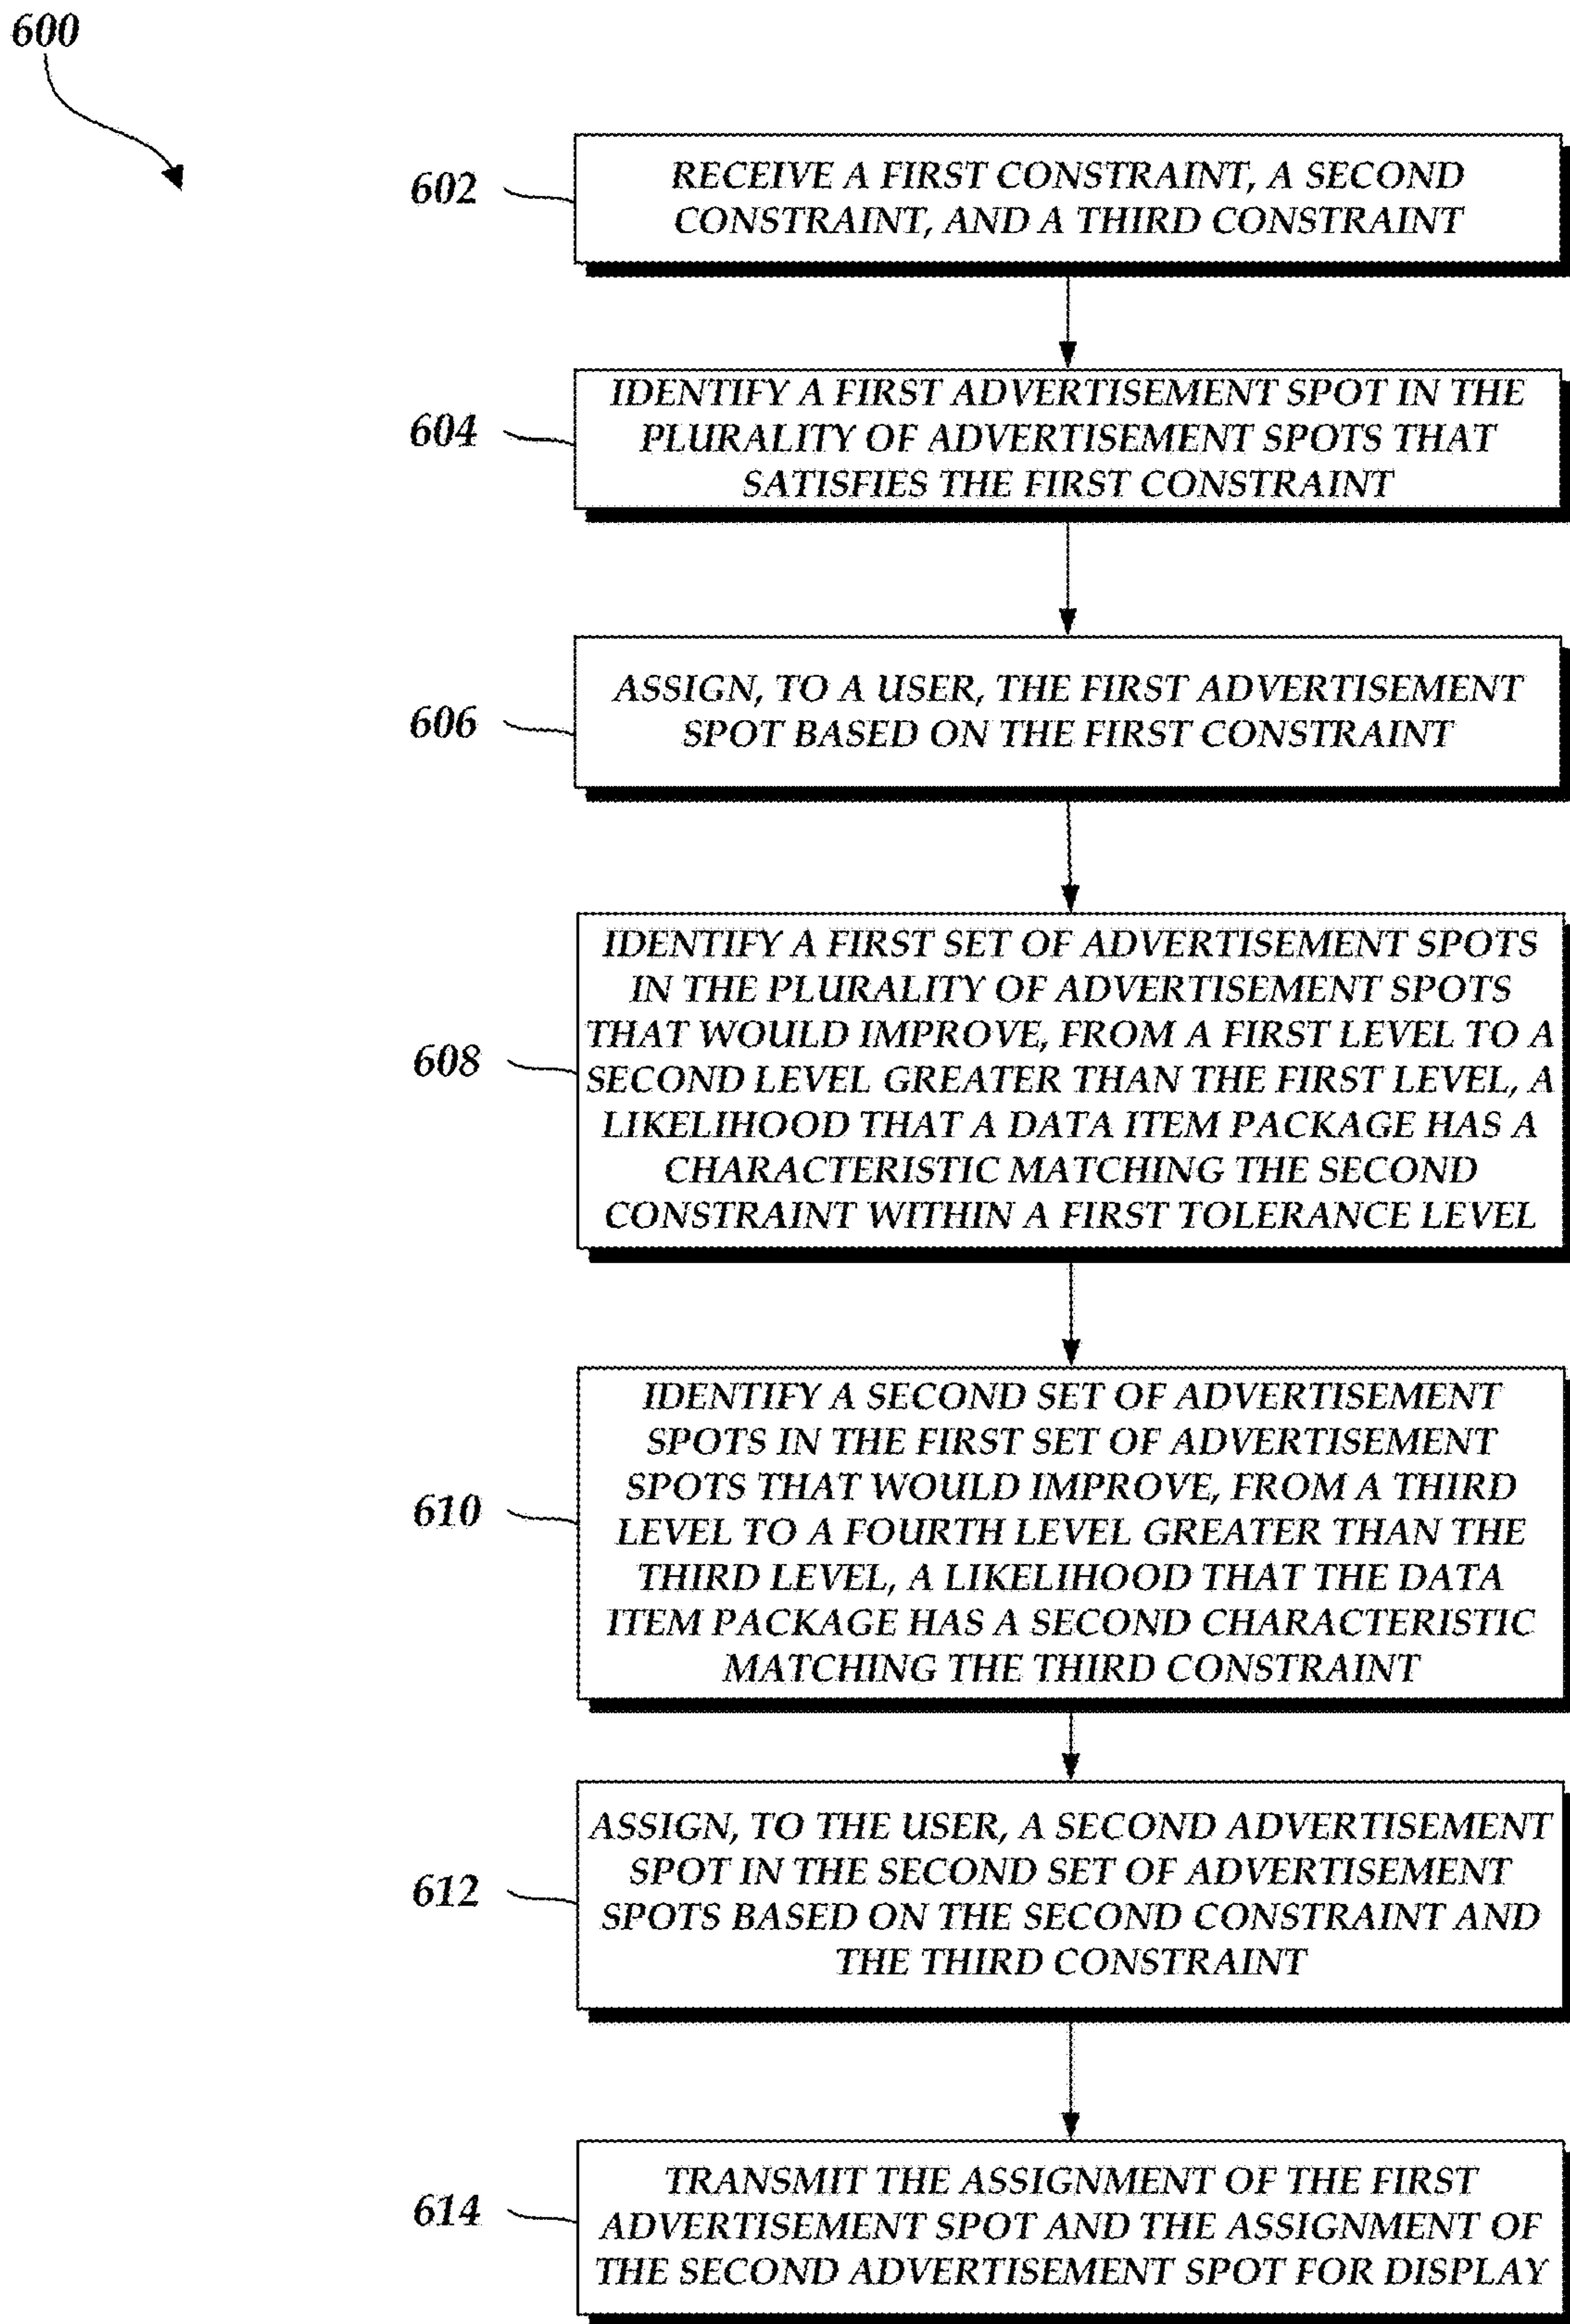 600
602
RECEIVE A FIRST CONSTRAINT, A SECOND
CONSTRAINT, AND A THIRD CONSTRAINT
604
IDENTIFY A FIRST ADVERTISEMENT SPOT IN THE
PLURALITY OF ADVERTISEMENT SPOTS THAT
SATISFIES THE FIRST CONSTRAINT
606
ASSIGN, TO A USER, THE FIRST ADVERTISEMENT
SPOT BASED ON THE FIRST CONSTRAINT
608
IDENTIFY A FIRST SET OF ADVERTISEMENT SPOTS
IN THE PLURALITY OF ADVERTISEMENT SPOTS
THAT WOULD IMPROVE, FROM A FIRST LEVEL TO A
SECOND LEVEL GREATER THAN THE FIRST LEVEL, A
LIKELIHOOD THAT A DATA ITEM PACKAGE HAS A
CHARACTERISTIC MATCHING THE SECOND
CONSTRAINT WITHIN A FIRST TOLERANCE LEVEL
610
IDENTIFY A SECOND SET OF ADVERTISEMENT
SPOTS IN THE FIRST SET OF ADVERTISEMENT
SPOTS THAT WOULD IMPROVE, FROM A THIRD
LEVEL TO A FOURTH LEVEL GREATER THAN THE
THIRD LEVEL, A LIKELIHOOD THAT THE DATA
ITEM PACKAGE HAS A SECOND CHARACTERISTIC
MATCHING THE THIRD CONSTRAINT
612
ASSIGN, TO THE USER, A SECOND ADVERTISEMENT
SPOT IN THE SECOND SET OF ADVERTISEMENT
SPOTS BASED ON THE SECOND CONSTRAINT AND
THE THIRD CONSTRAINT
614
TRANSMIT THE ASSIGNMENT OF THE FIRST
ADVERTISEMENT SPOT AND THE ASSIGNMENT OF
THE SECOND ADVERTISEMENT SPOT FOR DISPLAY